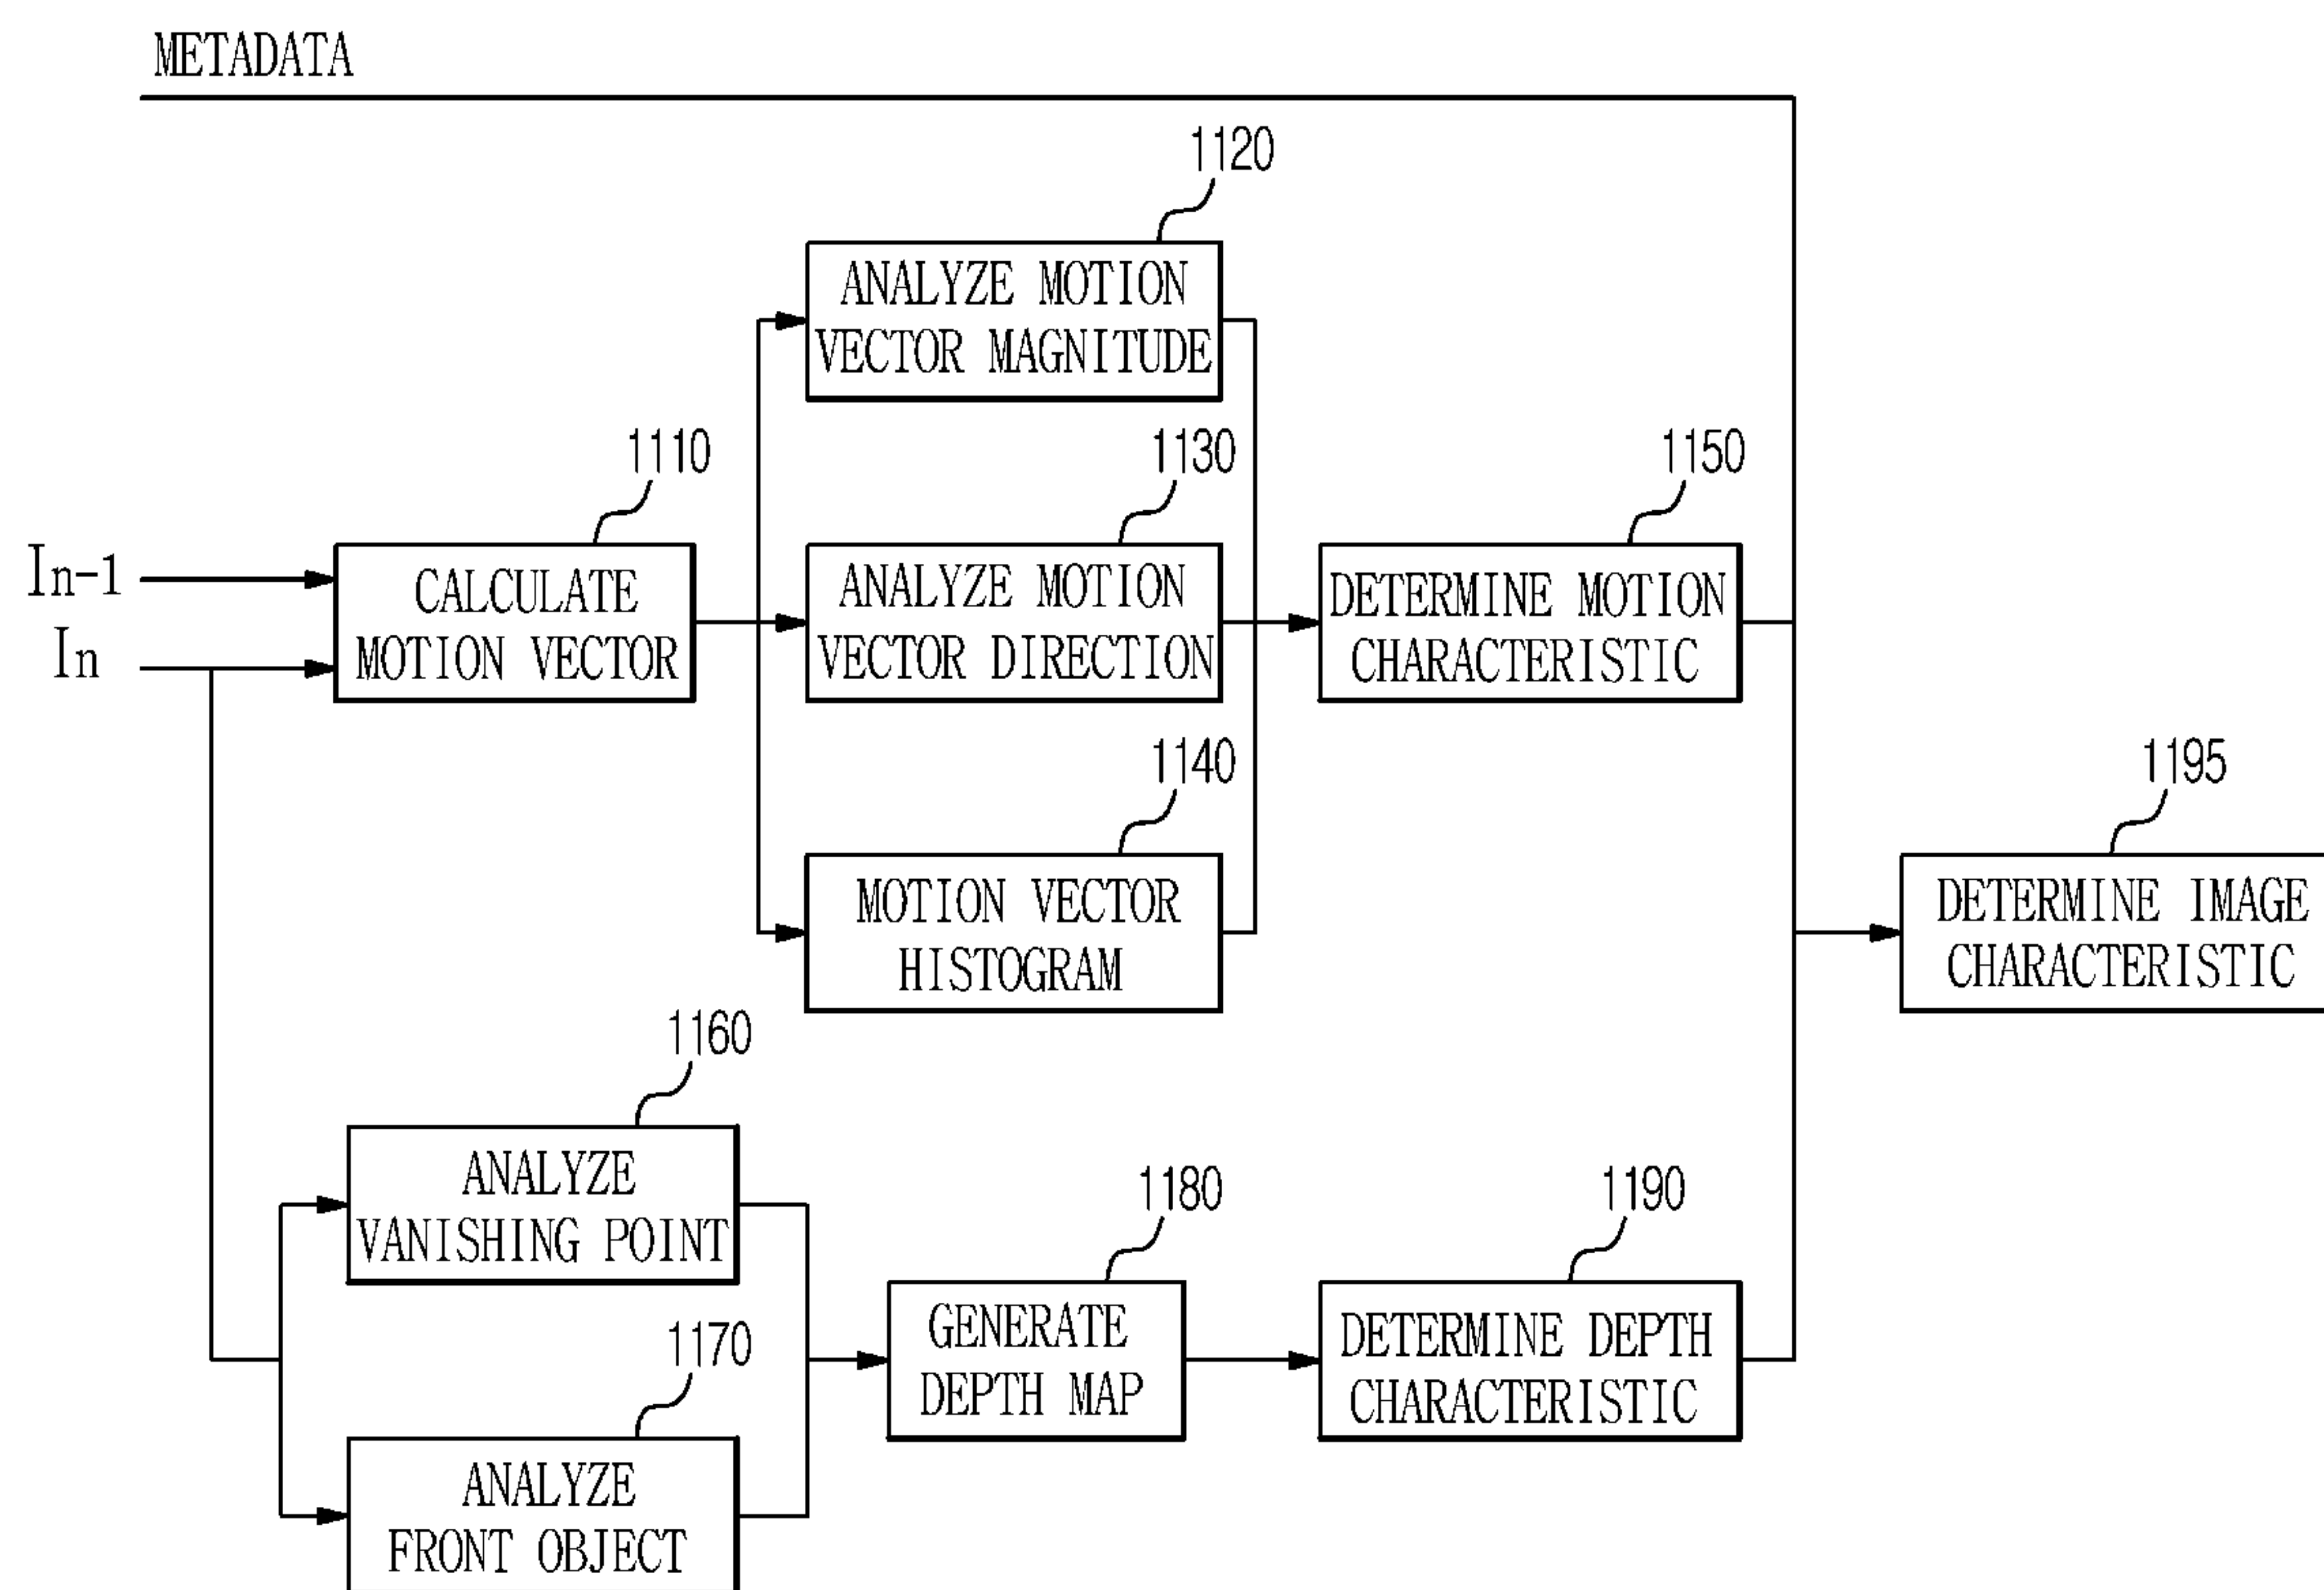 METADATA
1120
ANALYZE MOTION
VECTOR MAGNITUDE
1110
1130
1150
In-1
In
CALCULATE
MOTION VECTOR
ANALYZE MOTION
VECTOR DIRECTION
DETERMINE MOTION
CHARACTERISTIC
1140
MOTION VECTOR
HISTOGRAM
1195
DETERMINE IMAGE
CHARACTERISTIC
1160
ANALYZE
VANISHING POINT
1170
ANALYZE
FRONT OBJECT
1180
GENERATE
DEPTH MAP
1190
DETERMINE DEPTH
CHARACTERISTIC